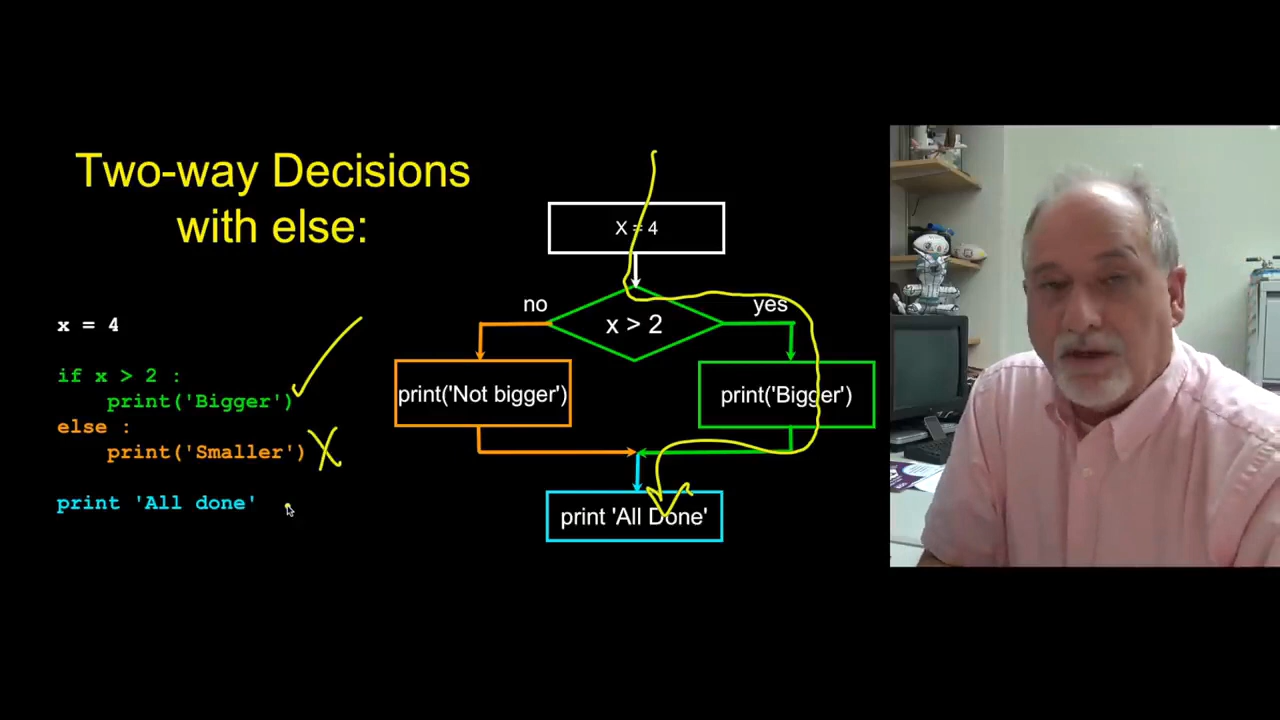 Two-way Decisions
with else:
x = 4
if x > 2 :
print('Bigger')
else :
print('Smaller')
print 'All done'
X = 4
no
yes
x > 2
print('Not bigger')
print('Bigger')
print 'All Done'